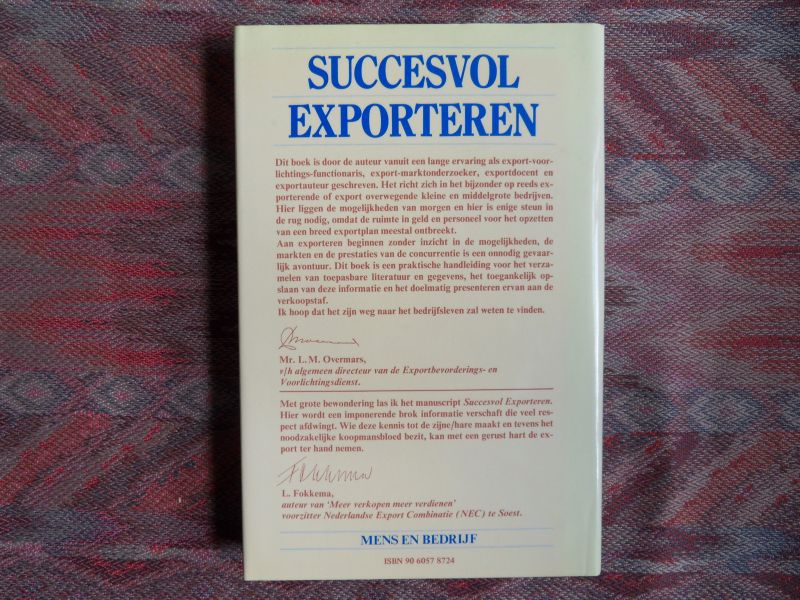 SUCCESVOL
EXPORTEREN
Dit boek is door de auteur vanuit een lange ervaring als export-voor-
lichtings-functionaris, export-marktonderzoeker, exportdocent en
exportauteur geschreven. Het richt zich in het bijzonder op reeds ex-
porterende of export overwegende kleine en middelgrote bedrijven.
Hier liggen de mogelijkheden van morgen en hier is enige steun in
de rug nodig, omdat de ruimte in geld en personeel voor het opzetten
van een breed exportplan meestal ontbreekt.
Aan exporteren beginnen zonder inzicht in de mogelijkheden, de
markten en de prestaties van de concurrentie is een onnodig gevaar-
lijk avontuur. Dit boek is een praktische handleiding voor het verza-
melen van toepasbare literatuur en gegevens, het toegankelijk op-
slaan van deze informatie en het doelmatig presenteren ervan aan de
verkoopstaf.
Ik hoop dat het zijn weg naar het bedrijfsleven zal weten te vinden.
Mr. L.M. Overmars,
v/h algemeen directeur van de Exportbevorderings- en
Voorlichtingsdienst.
Met grote bewondering las ik het manuscript Succesvol Exporteren.
Hier wordt een imponerende brok informatie verschaft die veel res-
pect afdwingt. Wie deze kennis tot de zijne/hare maakt en tevens het
noodzakelijke koopmansbloed bezit, kan met een gerust hart de ex-
port ter hand nemen.
L. Fokkema,
auteur van 'Meer verkopen meer verdienen'
voorzitter Nederlandse Export Combinatie (NEC) te Soest.
MENS EN BEDRIJF
ISBN 90 6057 8724